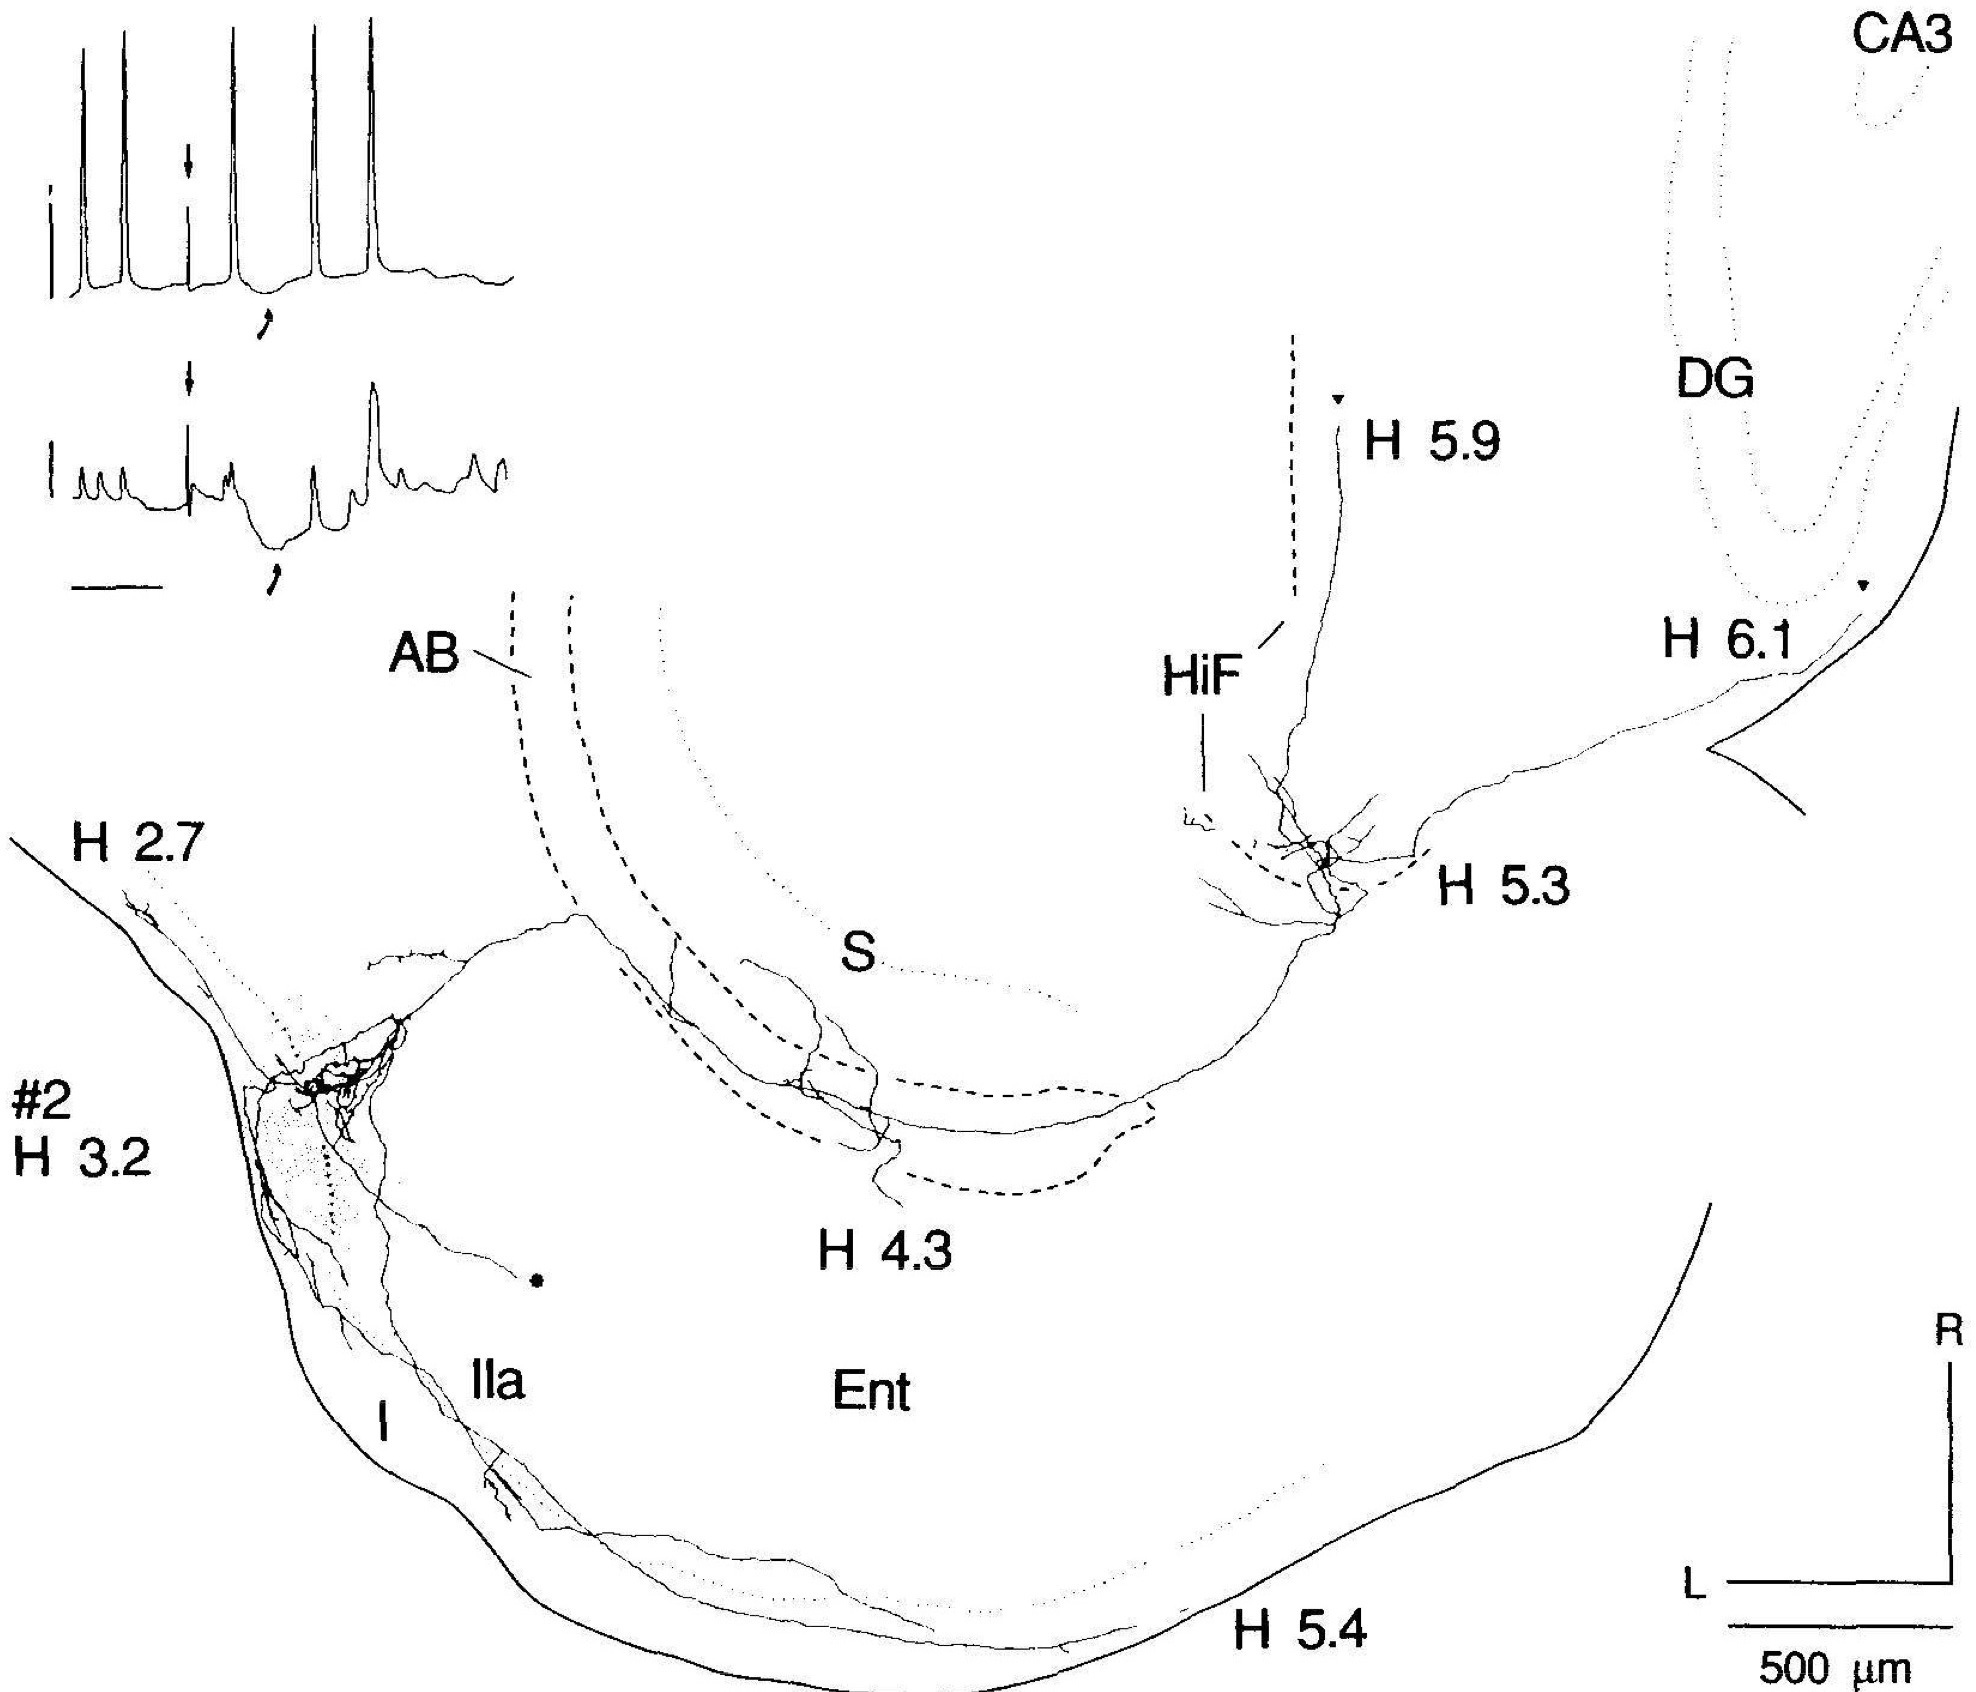 CA3
DG
H 5.9
AB
H 6.1
HiF
H 2.7
H 5.3
S
#2
H 3.2
H 4.3
IIa
Ent
I
R
L
H 5.4
500 μm